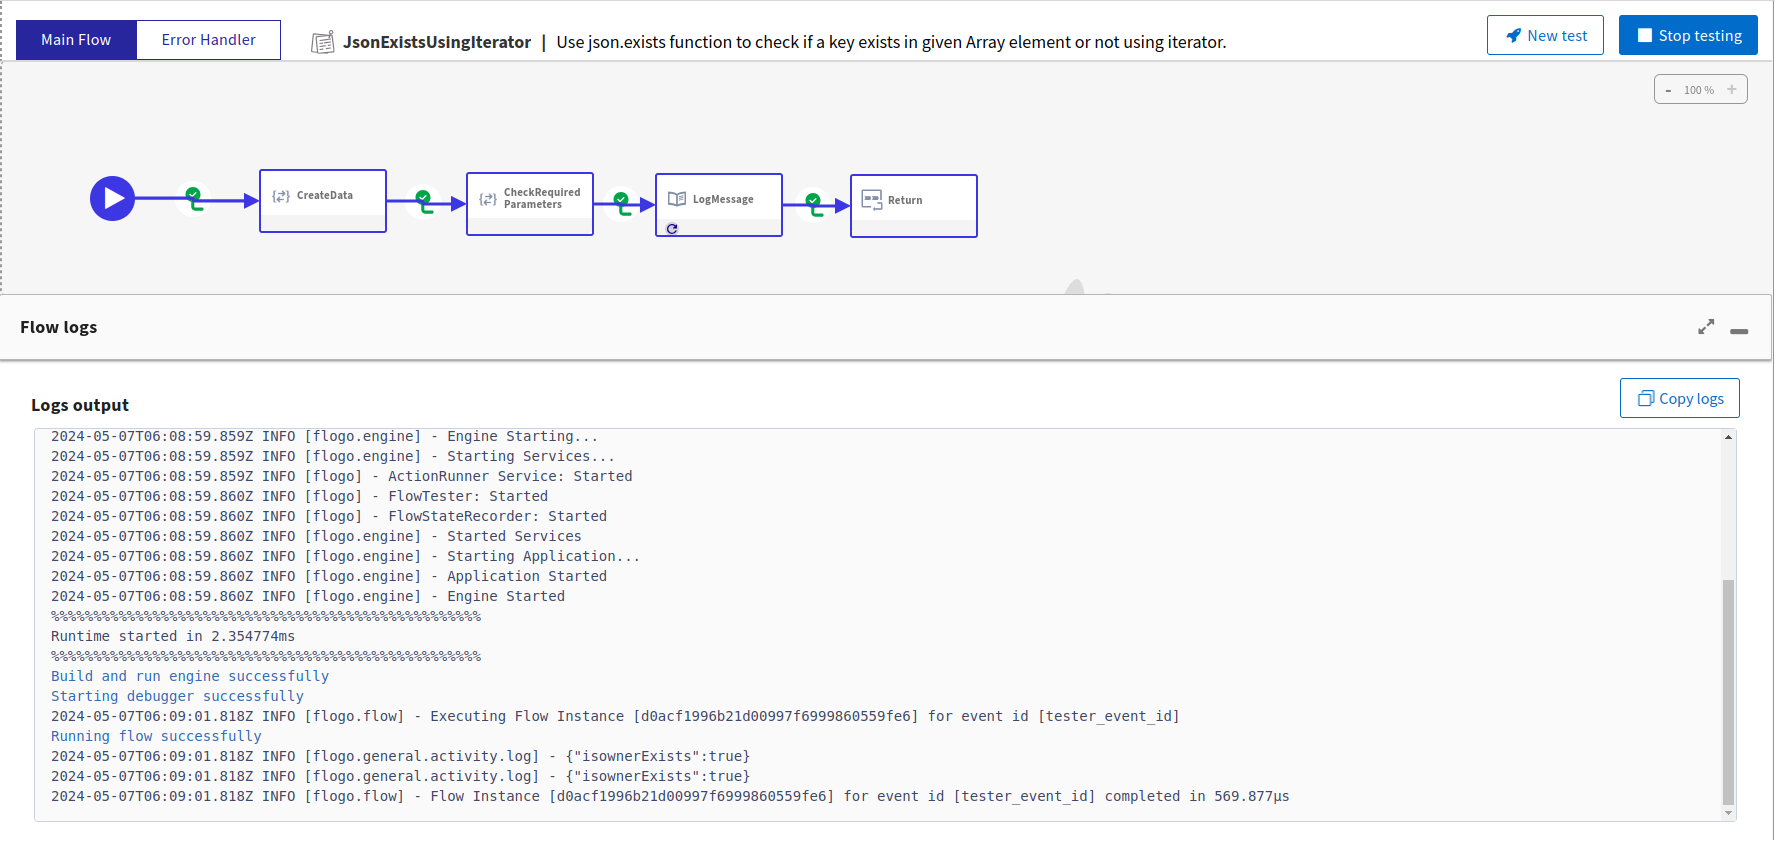 Main Flow
Error Handler
JsonExistsUsingIterator | Use json.exists function to check if a key exists in given Array element or not using iterator.
New test
Stop testing
- 100 % +
CreateData
CheckRequired
Parameters
LogMessage
Return
Flow logs
Logs output
Copy logs
2024-05-07T06:08:59.859Z INFO [flogo.engine] - Engine Starting...
2024-05-07T06:08:59.859Z INFO [flogo.engine] - Starting Services...
2024-05-07T06:08:59.859Z INFO [flogo] - ActionRunner Service: Started
2024-05-07T06:08:59.860Z INFO [flogo] - FlowTester: Started
2024-05-07T06:08:59.860Z INFO [flogo] - FlowStateRecorder: Started
2024-05-07T06:08:59.860Z INFO [flogo.engine] - Started Services
2024-05-07T06:08:59.860Z INFO [flogo.engine] - Starting Application...
2024-05-07T06:08:59.860Z INFO [flogo.engine] - Application Started
2024-05-07T06:08:59.860Z INFO [flogo.engine] - Engine Started
%%%%%%%%%%%%%%%%%%%%%%%%%%%%%%%%%%%%%%%%%%%%%%%%%%%
Runtime started in 2.354774ms
%%%%%%%%%%%%%%%%%%%%%%%%%%%%%%%%%%%%%%%%%%%%%%%%%%%
Build and run engine successfully
Starting debugger successfully
2024-05-07T06:09:01.818Z INFO [flogo.flow] - Executing Flow Instance [d0acf1996b21d00997f6999860559fe6] for event id [tester_event_id]
Running flow successfully
2024-05-07T06:09:01.818Z INFO [flogo.general.activity.log] - {"isownerExists":true}
2024-05-07T06:09:01.818Z INFO [flogo.general.activity.log] - {"isownerExists":true}
2024-05-07T06:09:01.818Z INFO [flogo.flow] - Flow Instance [d0acf1996b21d00997f6999860559fe6] for event id [tester_event_id] completed in 569.877µs